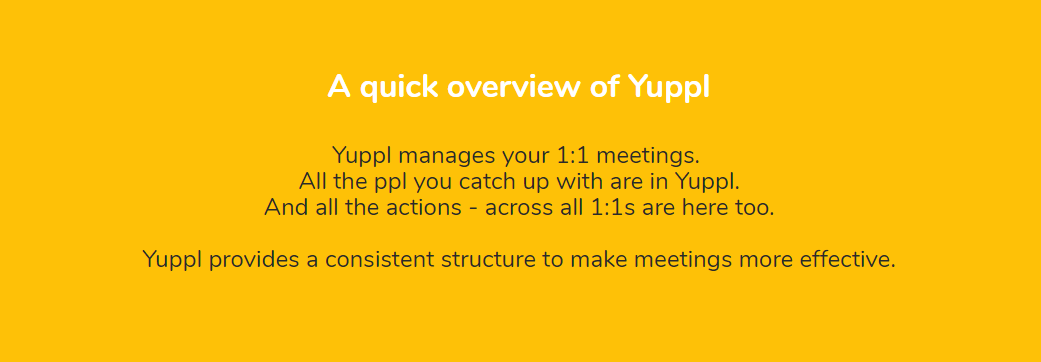 A quick overview of Yuppl
Yuppl manages your 1:1 meetings.
All the ppl you catch up with are in Yuppl.
And all the actions - across all 1:1s are here too.
Yuppl provides a consistent structure to make meetings more effective.